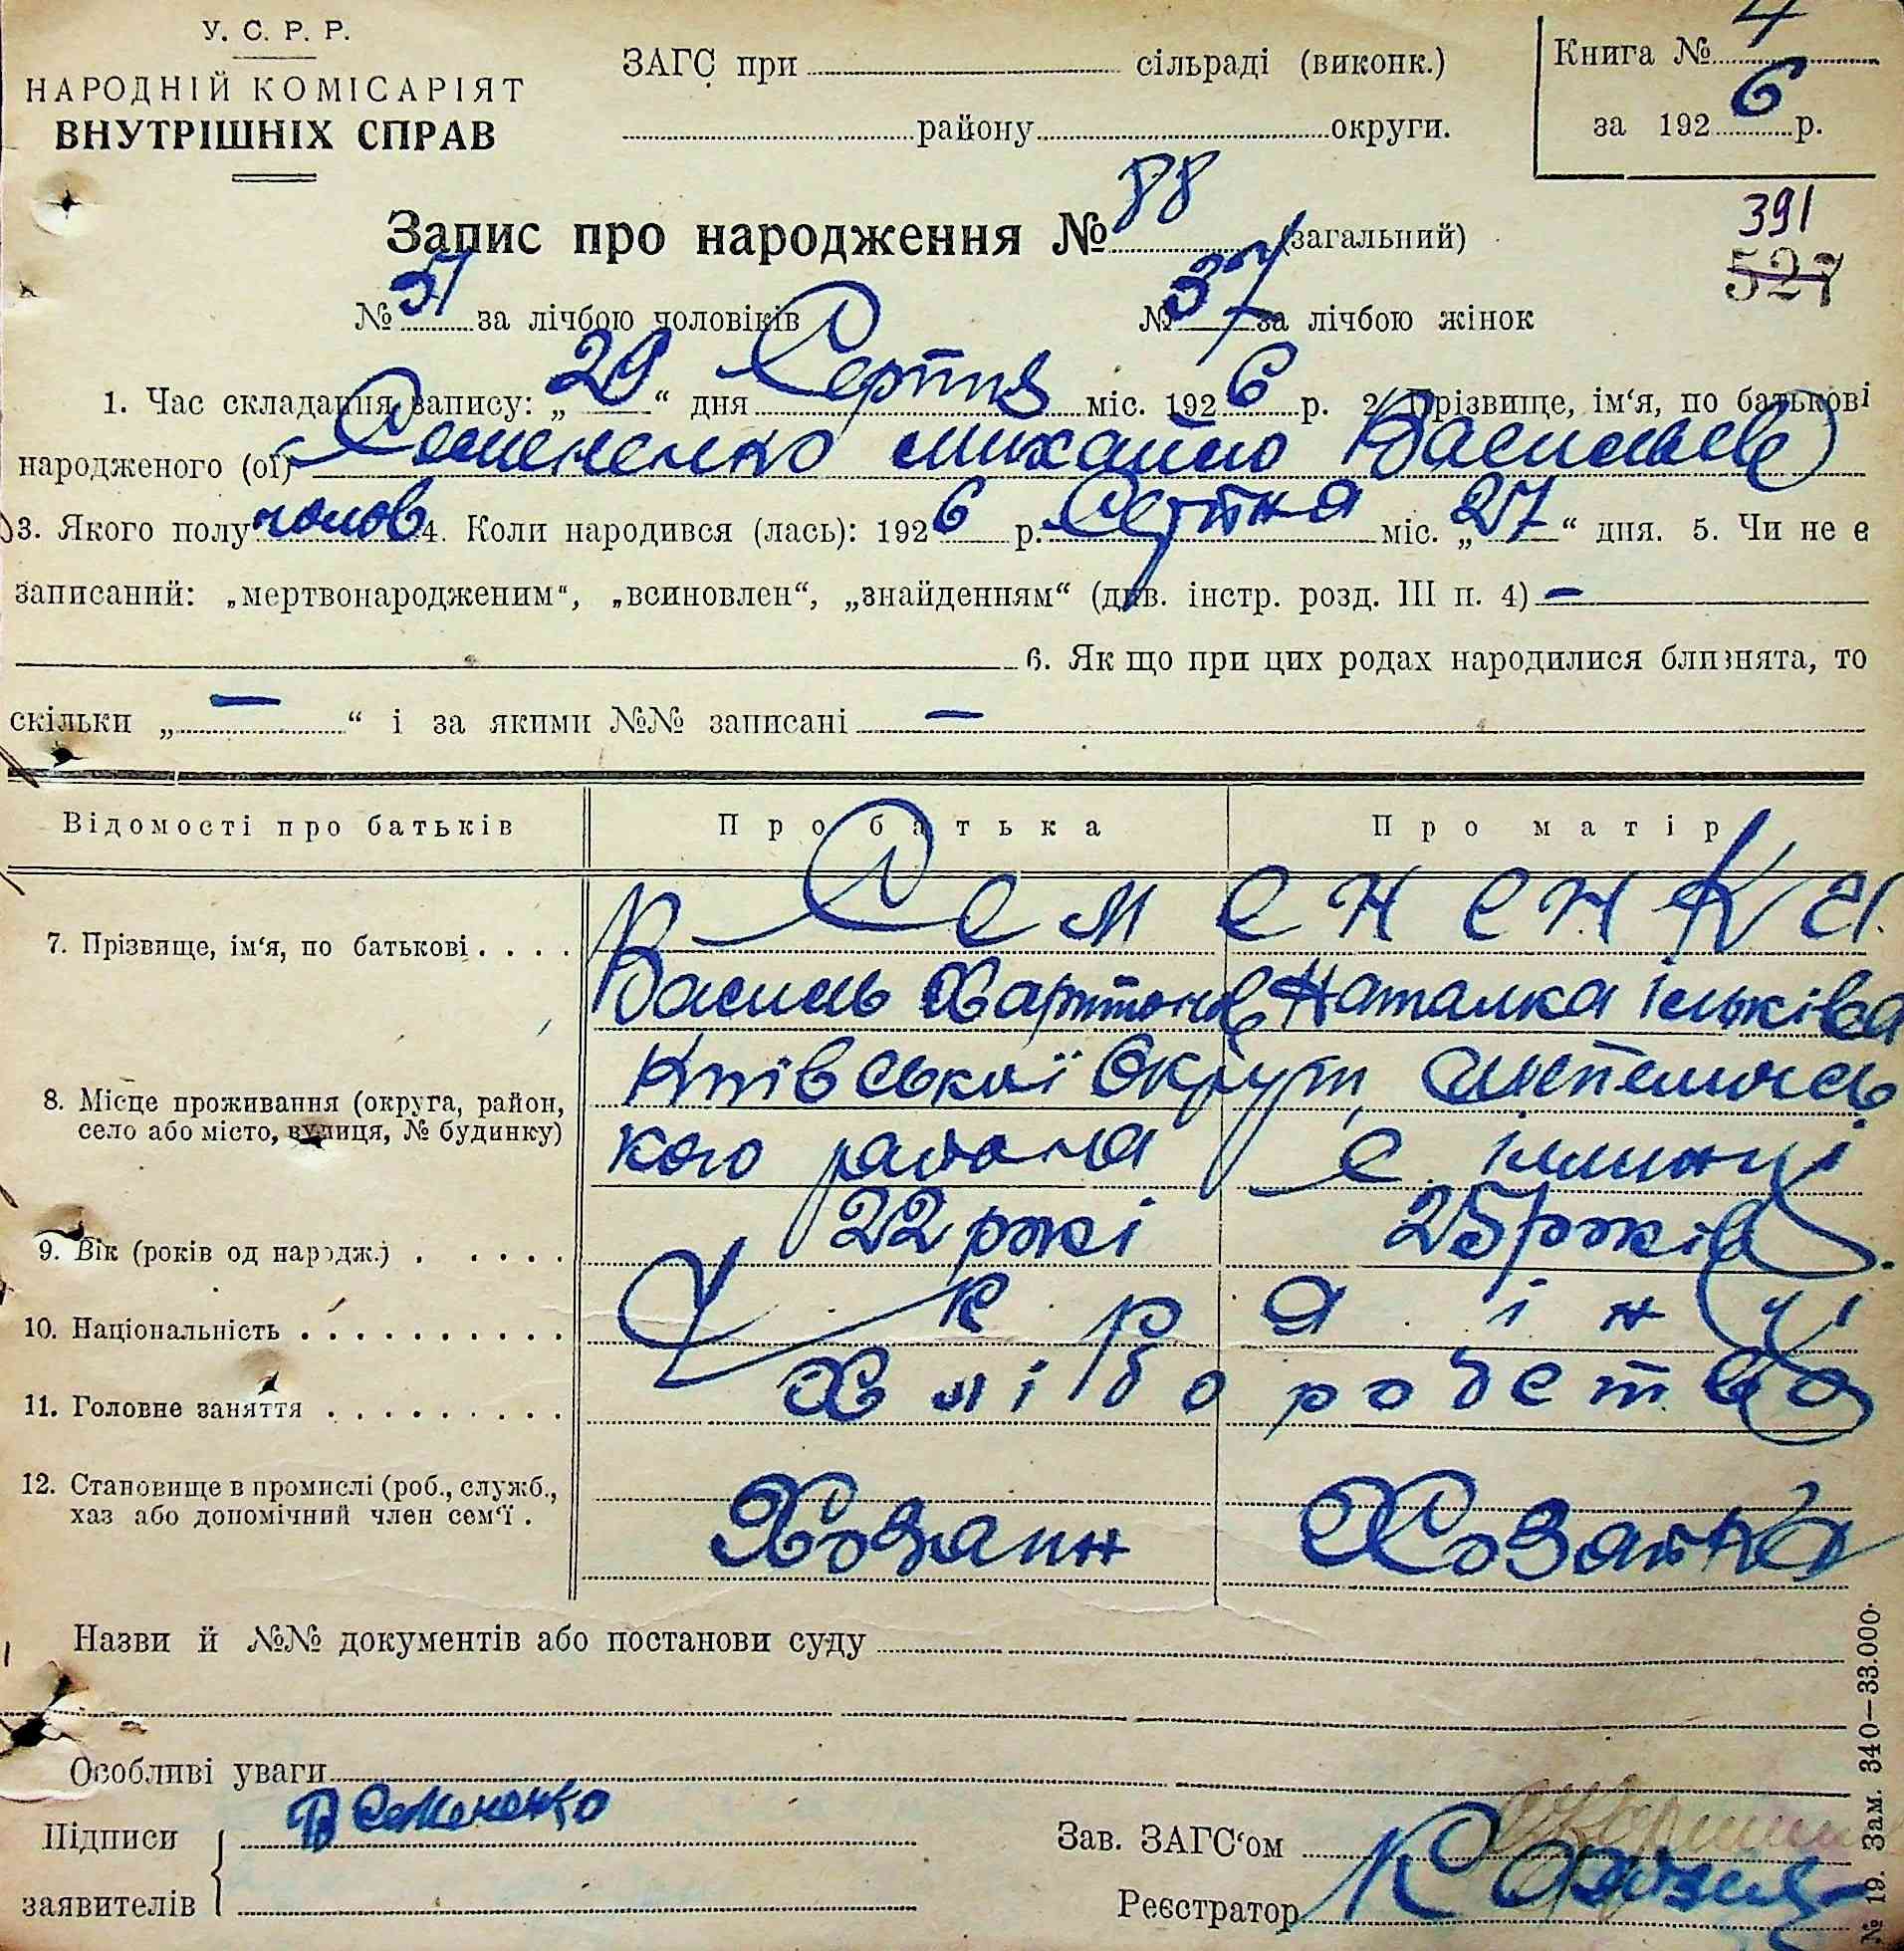 У. С. Р. Р.
НАРОДНІЙ КОМІСАРІЯТ
ВНУТРІШНІХ СПРАВ
ЗАГС при сільраді (виконк.)
району округи.
Книга № 4
за 1926 р.
Запис про народження № 88 (загальний)
391
527
№ 51 за лічбою чоловіків № 37 за лічбою жінок
1. Час складання запису: „29“ дня Серпня міс. 1926 р. 2. Прізвище, ім‘я, по батькові
народженого (ої) Семененко Михайло Васильев
3. Якого полу чолов 4. Коли народився (лась): 1926 р. Серпня міс. „27“ дня. 5. Чи не є
записаний: „мертвонародженим“, „всиновлен“, „знайденням“ (див. інстр. розд. III п. 4) —
6. Як що при цих родах народилися близнята, то
скільки „—“ і за якими №№ записані —
Відомості про батьків Про батька Про матір
7. Прізвище, ім‘я, по батькові . . . . Семененки.
Василь Харитонов Наталка Ільківна
8. Місце проживання (округа, район, село або місто, вулиця, № будинку) Київської Округи,
кого района с. Іллинці
9. Вік (років од народж.) . . . . . 22 роки 25 років.
10. Національність . . . . . . . . . . Українці
11. Головне заняття . . . . . . . . . Хліборобство
12. Становище в промислі (роб., служб.,
хаз або допомічний член сем‘ї . Хозаин Хозайка
Назви й №№ документів або постанови суду
Особливі уваги
Підписи
заявителів
В Семененко
Зав. ЗАГС‘ом
Реєстратор
№ 19. Зам. 340—33.000.